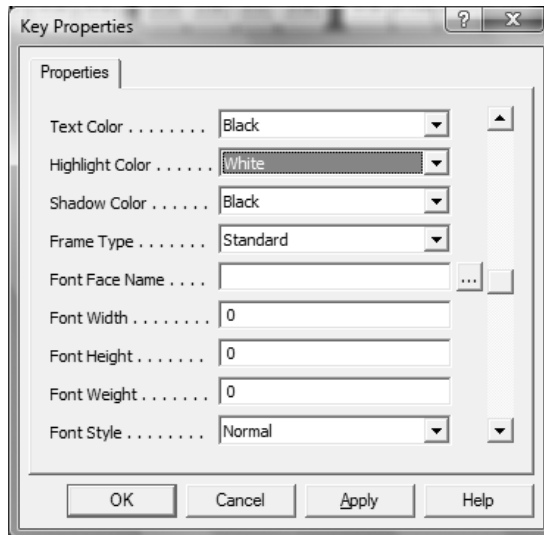 Key Properties
Properties
Text Color . . . . . . . . Black
Highlight Color . . . . . . White
Shadow Color . . . . . . Black
Frame Type . . . . . . . Standard
Font Face Name . . . . ...
Font Width . . . . . . . . 0
Font Height . . . . . . . 0
Font Weight . . . . . . . 0
Font Style . . . . . . . . Normal
OK Cancel Apply Help